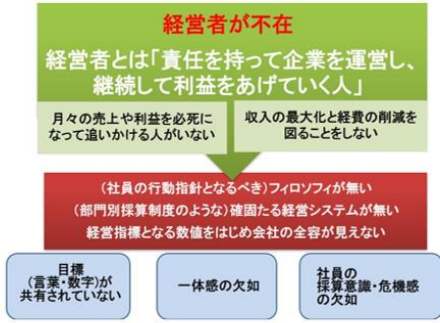 経営者が不在
経営者とは「責任を持って企業を運営し、
継続して利益をあげていく人」
月々の売上や利益を必死に
なって追いかける人がいない
収入の最大化と経費の削減を
図ることをしない
(社員の行動指針となるべき)フィロソフィが無い
(部門別採算制度のような)確固たる経営システムが無い
経営指標となる数値をはじめ会社の全容が見えない
目標
(言葉・数字)が
共有されていない
一体感の欠如
社員の
採算意識・危機感
の欠如